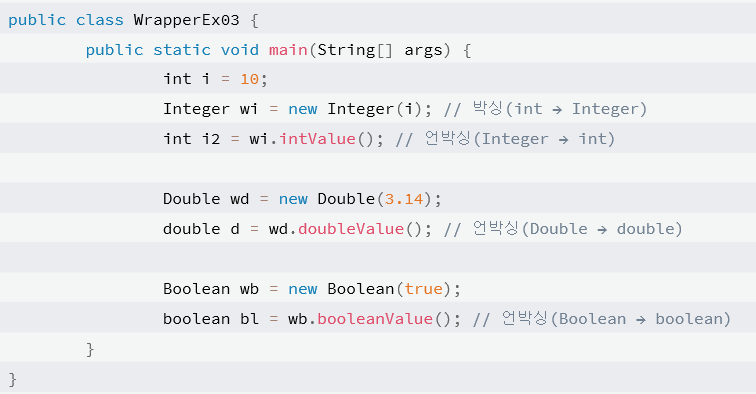 public class WrapperEx03 {
public static void main(String[] args) {
int i = 10;
Integer wi = new Integer(i); // 박싱(int → Integer)
int i2 = wi.intValue(); // 언박싱(Integer → int)
Double wd = new Double(3.14);
double d = wd.doubleValue(); // 언박싱(Double → double)
Boolean wb = new Boolean(true);
boolean bl = wb.booleanValue(); // 언박싱(Boolean → boolean)
}
}